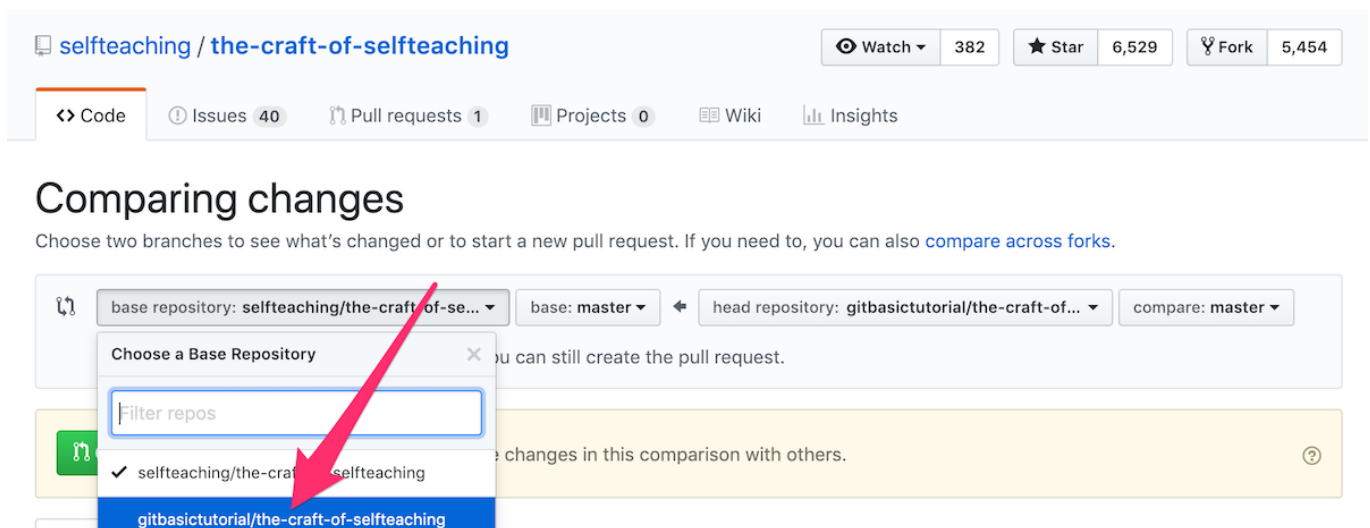 selfteaching / the-craft-of-selfteaching
Watch 382 Star 6,529 Fork 5,454
Code Issues 40 Pull requests 1 Projects 0 Wiki Insights
Comparing changes
Choose two branches to see what's changed or to start a new pull request. If you need to, you can also compare across forks.
base repository: selfteaching/the-craft-of-se... base: master head repository: gitbasictutorial/the-craft-of... compare: master
Choose a Base Repository
can still create the pull request.
Filter repos
changes in this comparison with others.
selfteaching/the-craft-of-selfteaching
gitbasictutorial/the-craft-of-selfteaching